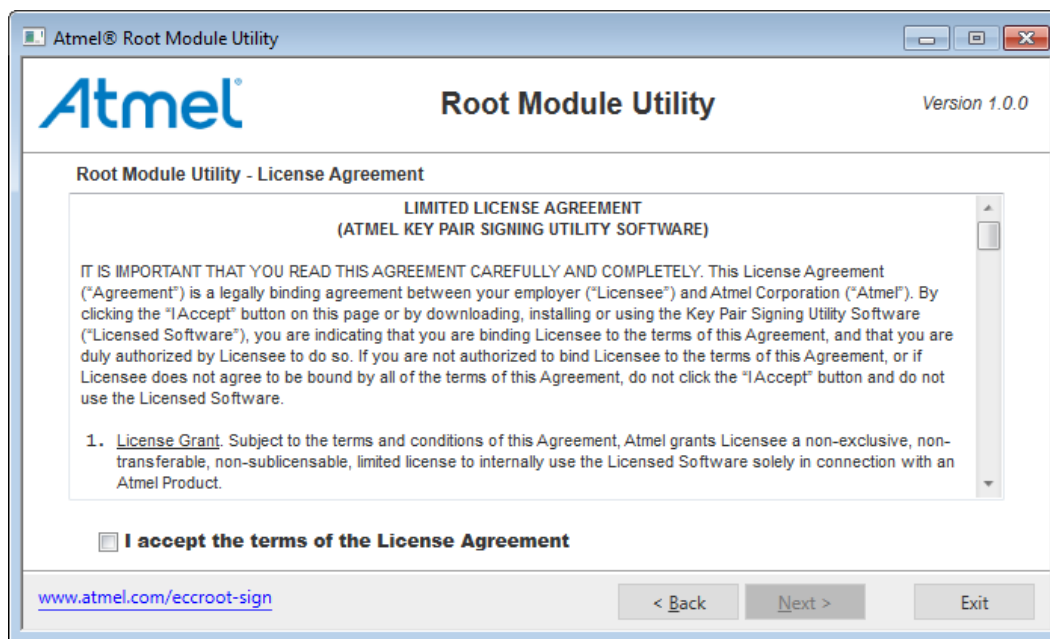 Atmel® Root Module Utility
Atmel®
Root Module Utility
Version 1.0.0
Root Module Utility - License Agreement
LIMITED LICENSE AGREEMENT
(ATMEL KEY PAIR SIGNING UTILITY SOFTWARE)
IT IS IMPORTANT THAT YOU READ THIS AGREEMENT CAREFULLY AND COMPLETELY. This License Agreement
(“Agreement”) is a legally binding agreement between your employer (“Licensee”) and Atmel Corporation (“Atmel”). By
clicking the “I Accept” button on this page or by downloading, installing or using the Key Pair Signing Utility Software
(“Licensed Software”), you are indicating that you are binding Licensee to the terms of this Agreement, and that you are
duly authorized by Licensee to do so. If you are not authorized to bind Licensee to the terms of this Agreement, or if
Licensee does not agree to be bound by all of the terms of this Agreement, do not click the “I Accept” button and do not
use the Licensed Software.
1. License Grant. Subject to the terms and conditions of this Agreement, Atmel grants Licensee a non-exclusive, non-
transferable, non-sublicensable, limited license to internally use the Licensed Software solely in connection with an
Atmel Product.
I accept the terms of the License Agreement
www.atmel.com/eccroot-sign
< Back
Next >
Exit